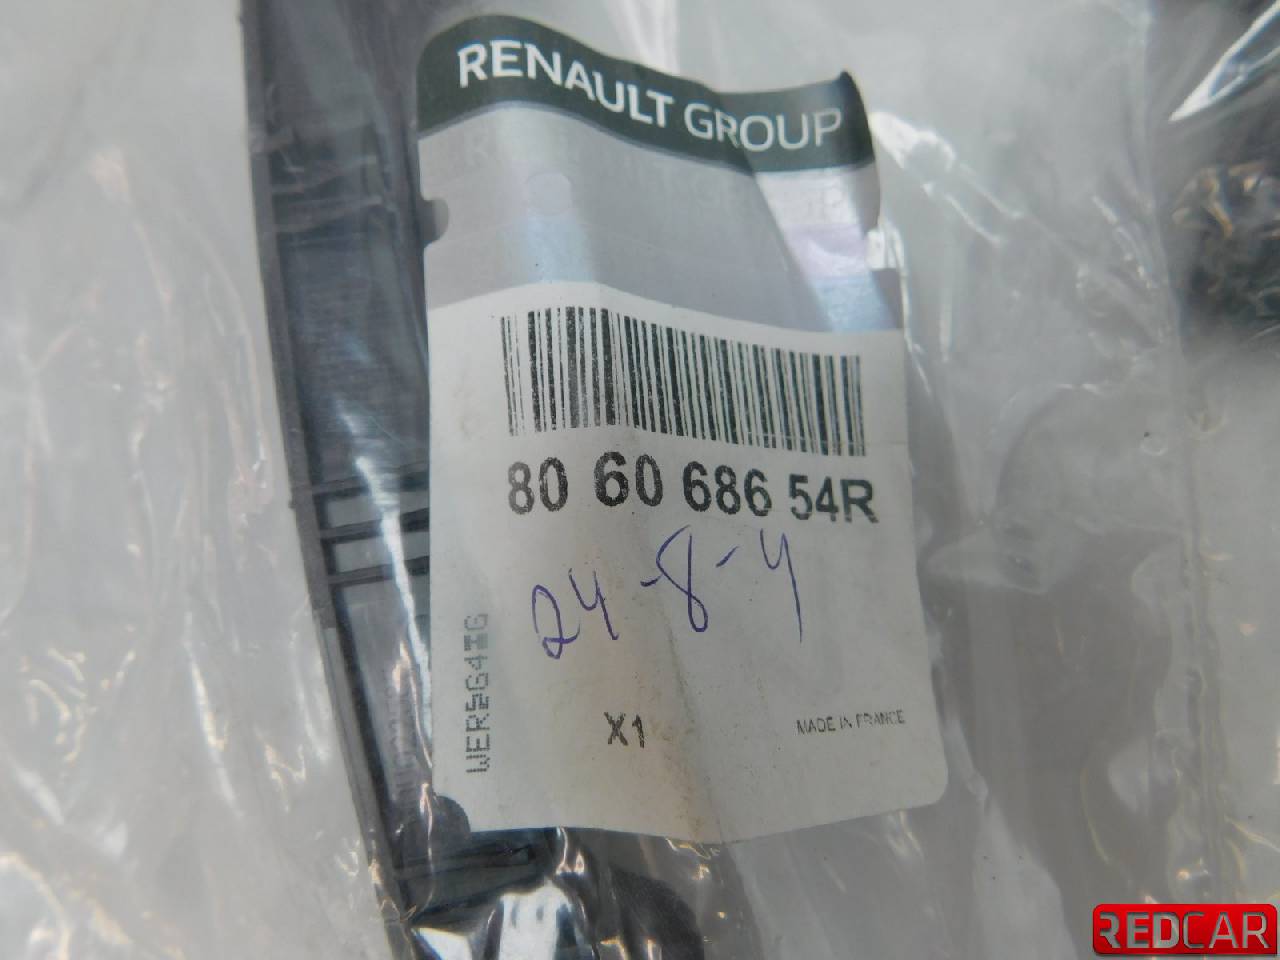 RENAULT GROUP
80 60 686 54R
24-8-4
X1
MADE IN FRANCE
REDCAR